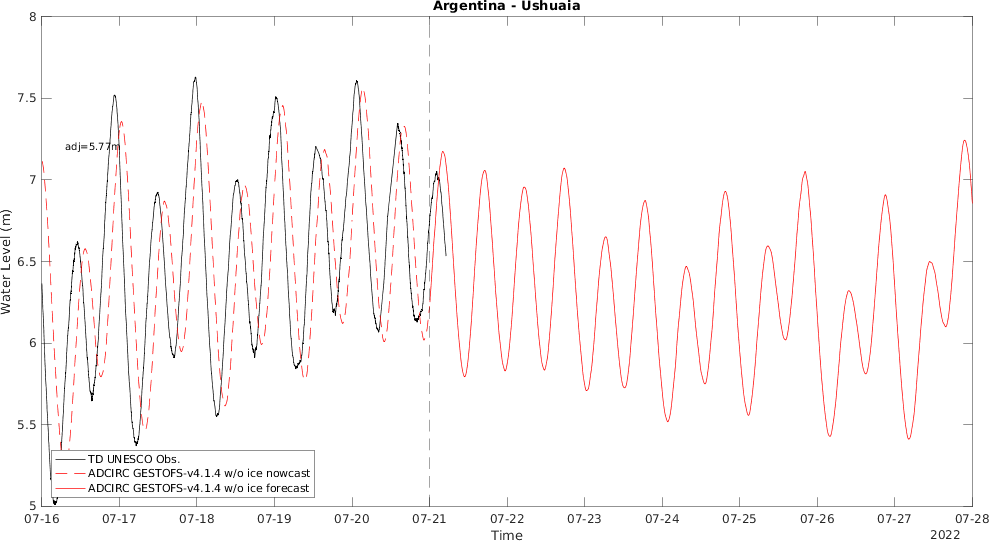 Argentina - Ushuaia
8
7.5
7
6.5
6
5.5
5
Water Level (m)
adj=5.77m
TD UNESCO Obs.
ADCIRC GESTOFS-v4.1.4 w/o ice nowcast
ADCIRC GESTOFS-v4.1.4 w/o ice forecast
07-16 07-17 07-18 07-19 07-20 07-21 07-22 07-23 07-24 07-25 07-26 07-27 07-28
Time
2022